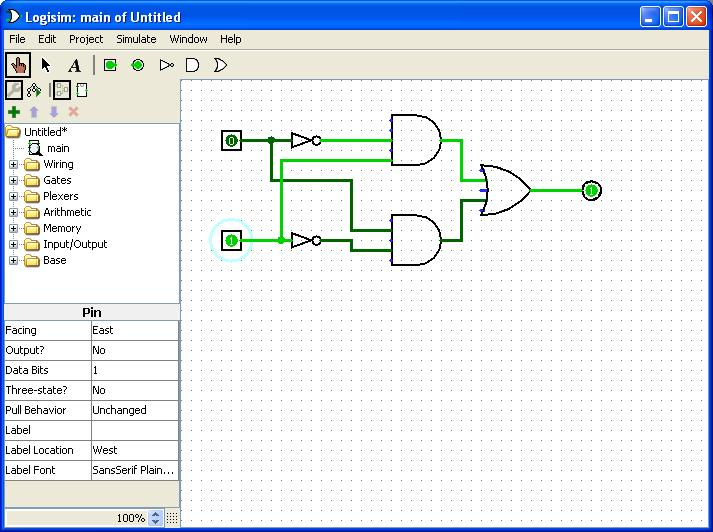 Logisim: main of Untitled
File Edit Project Simulate Window Help
A
Untitled*
main
Wiring
Gates
Plexers
Arithmetic
Memory
Input/Output
Base
Pin
Facing East
Output? No
Data Bits 1
Three-state? No
Pull Behavior Unchanged
Label
Label Location West
Label Font SansSerif Plain...
100%
0
1
1